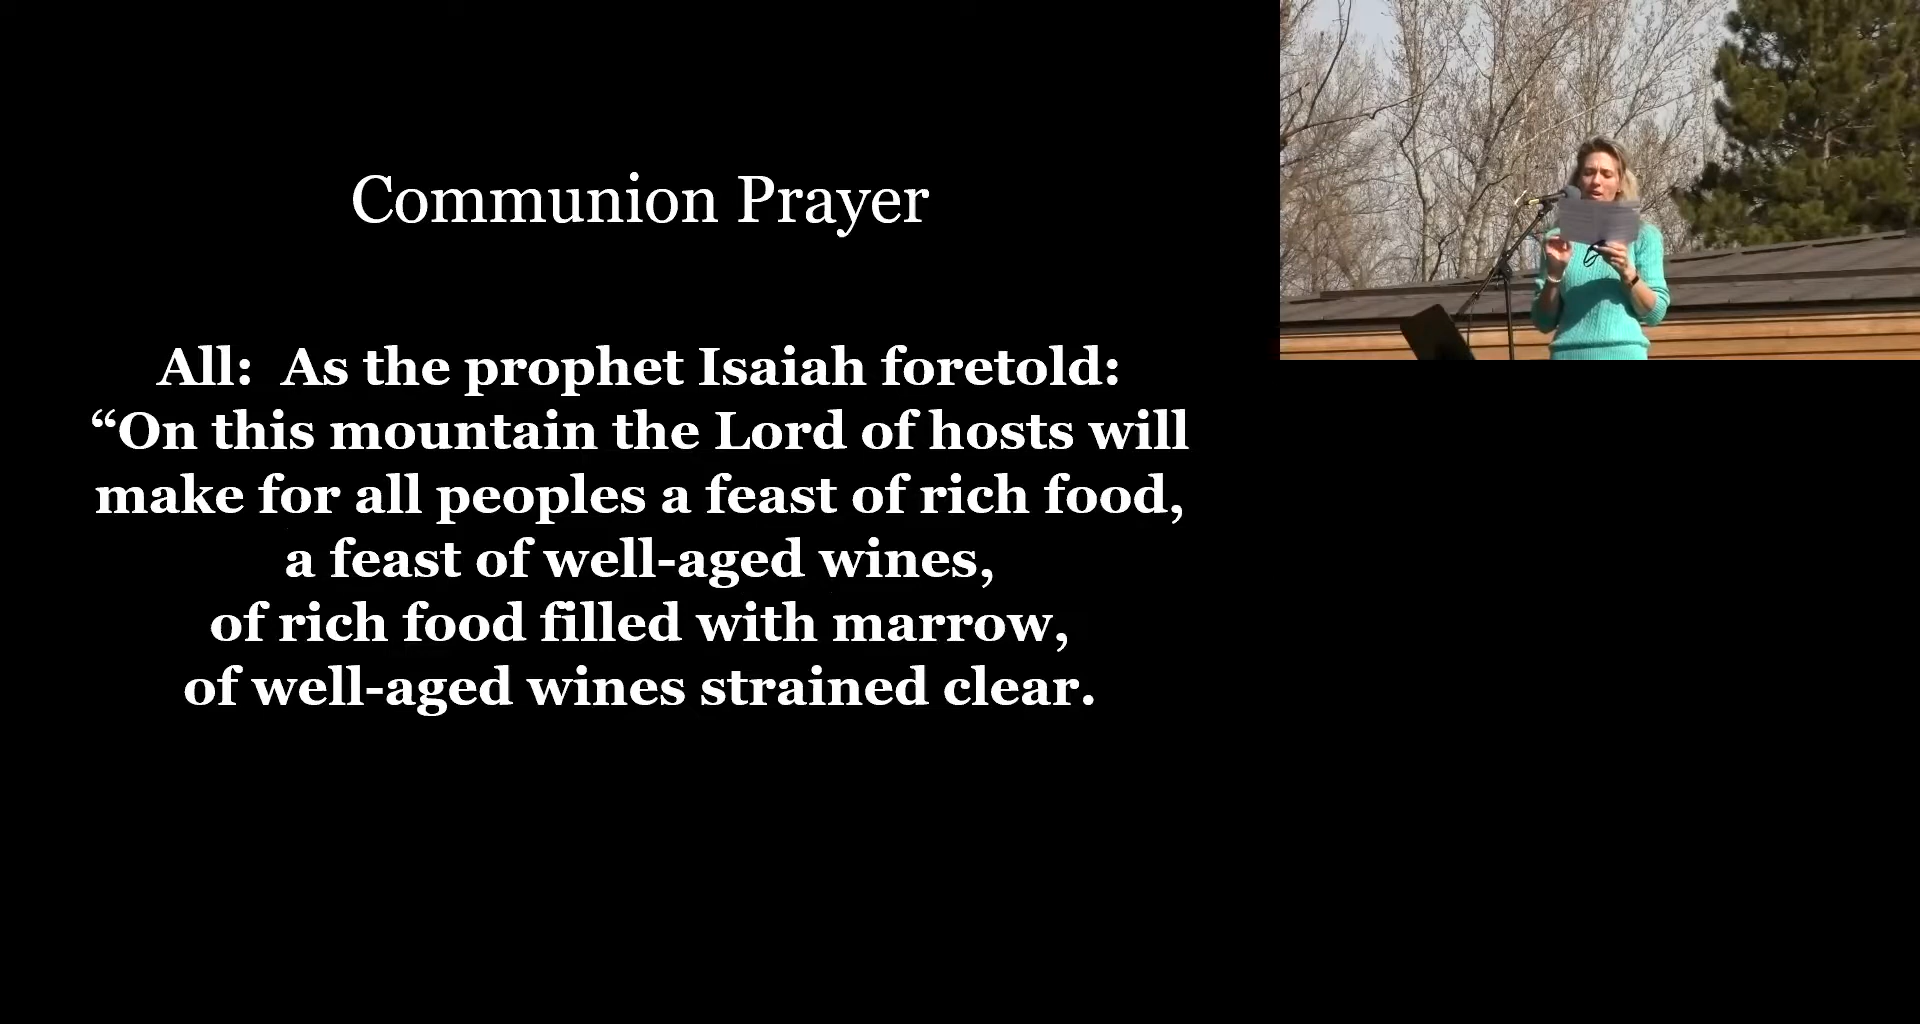 Communion Prayer
All:  As the prophet Isaiah foretold:
“On this mountain the Lord of hosts will
make for all peoples a feast of rich food,
a feast of well-aged wines,
of rich food filled with marrow,
of well-aged wines strained clear.